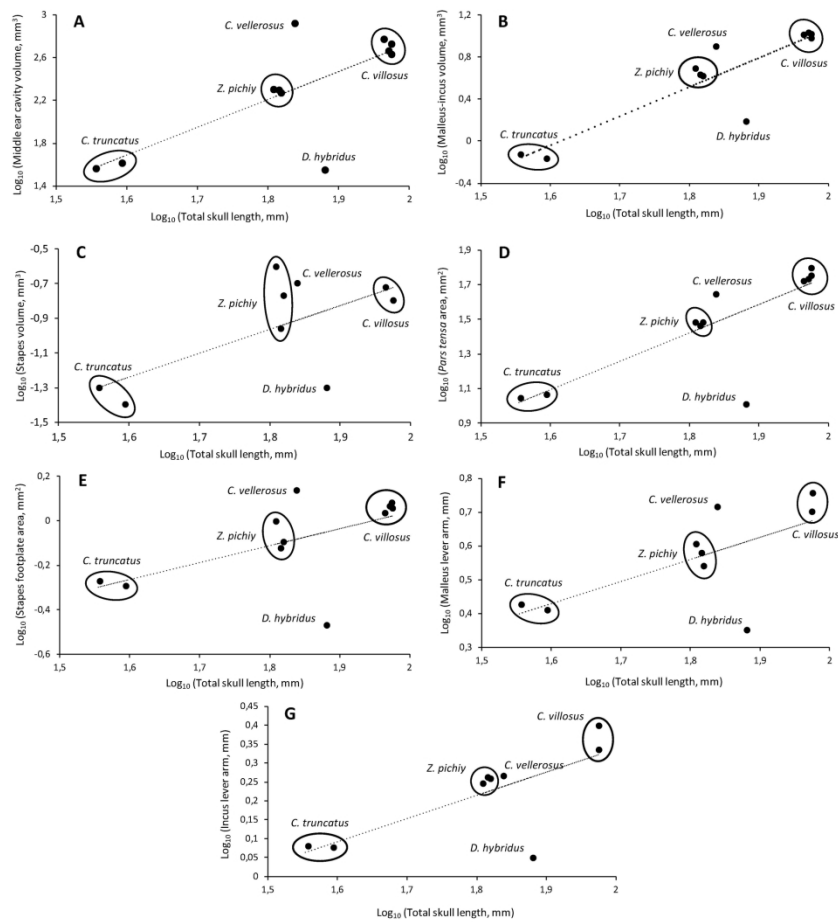 A
Log₁₀ (Middle ear cavity volume, mm³)
3
2,6
2,2
1,8
1,4
C. vellerosus
Z. pichiy
C. villosus
C. truncatus
D. hybridus
1,5
1,6
1,7
1,8
1,9
2
Log₁₀ (Total skull length, mm)
B
Log₁₀ (Malleus-incus volume, mm³)
1,2
0,8
0,4
0
-0,4
C. vellerosus
Z. pichiy
C. villosus
C. truncatus
D. hybridus
1,5
1,6
1,7
1,8
1,9
2
Log₁₀ (Total skull length, mm)
C
Log₁₀ (Stapes volume, mm³)
-0,5
-0,7
-0,9
-1,1
-1,3
-1,5
Z. pichiy
C. vellerosus
C. villosus
C. truncatus
D. hybridus
1,5
1,6
1,7
1,8
1,9
2
Log₁₀ (Total skull length, mm)
D
Log₁₀ (Pars tensa area, mm²)
1,9
1,7
1,5
1,3
1,1
0,9
C. vellerosus
Z. pichiy
C. villosus
C. truncatus
D. hybridus
1,5
1,6
1,7
1,8
1,9
2
Log₁₀ (Total skull length, mm)
E
Log₁₀ (Stapes footplate area, mm²)
0,2
0
-0,2
-0,4
-0,6
C. vellerosus
Z. pichiy
C. villosus
C. truncatus
D. hybridus
1,5
1,6
1,7
1,8
1,9
2
Log₁₀ (Total skull length, mm)
F
Log₁₀ (Malleus lever arm, mm)
0,8
0,7
0,6
0,5
0,4
0,3
C. vellerosus
Z. pichiy
C. villosus
C. truncatus
D. hybridus
1,5
1,6
1,7
1,8
1,9
2
Log₁₀ (Total skull length, mm)
G
Log₁₀ (Incus lever arm, mm)
0,45
0,4
0,35
0,3
0,25
0,2
0,15
0,1
0,05
0
C. villosus
Z. pichiy
C. vellerosus
C. truncatus
D. hybridus
1,5
1,6
1,7
1,8
1,9
2
Log₁₀ (Total skull length, mm)